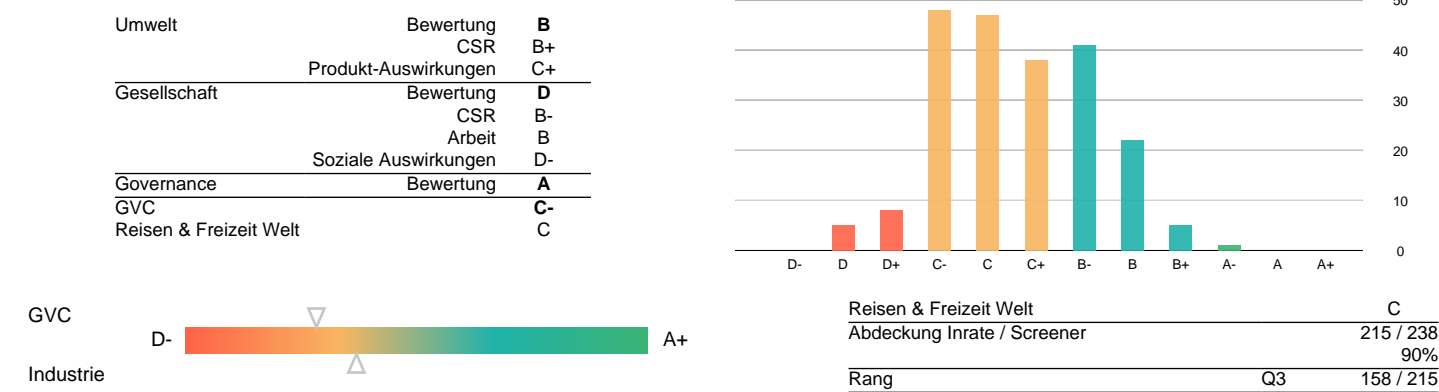 Umwelt Bewertung B
CSR B+
Produkt-Auswirkungen C+
Gesellschaft Bewertung D
CSR B-
Arbeit B
Soziale Auswirkungen D-
Governance Bewertung A
GVC C-
Reisen & Freizeit Welt C
50
40
30
20
10
0
D- D D+ C- C C+ B- B B+ A- A A+
GVC
D- A+
Industrie
Reisen & Freizeit Welt C
Abdeckung Inrate / Screener 215 / 238
90%
Rang Q3 158 / 215